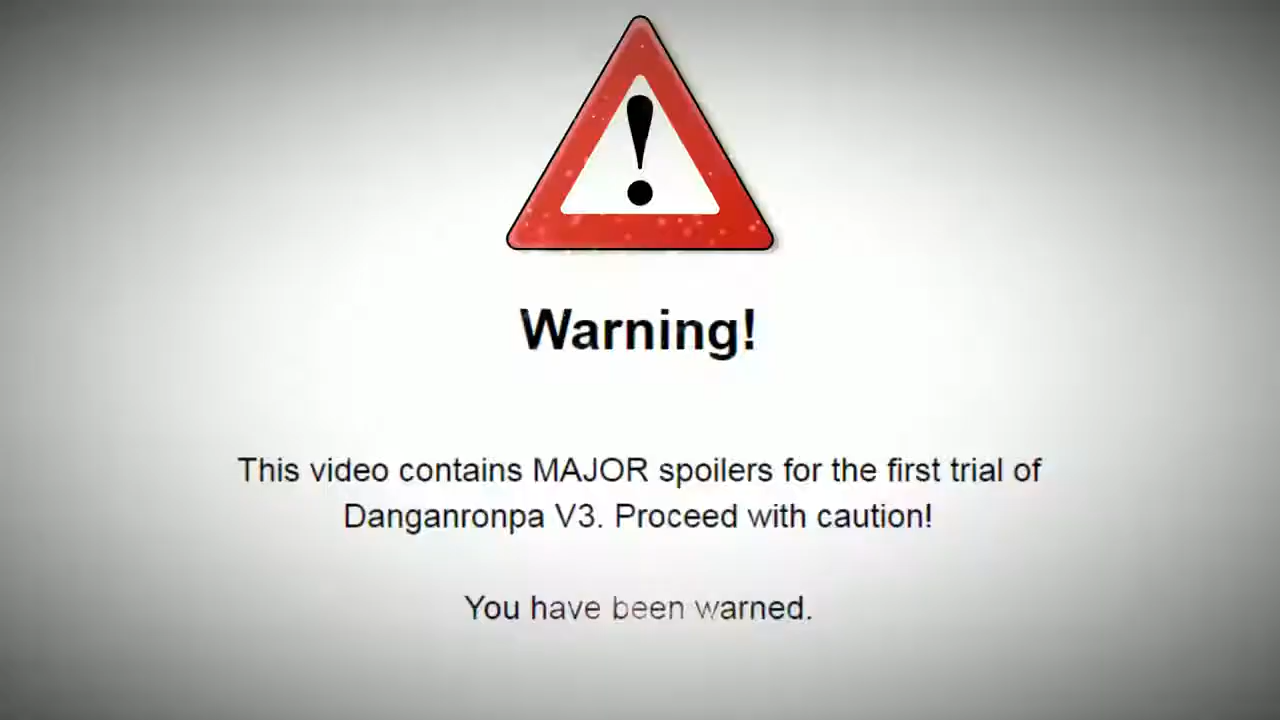 Warning!
This video contains MAJOR spoilers for the first trial of
Danganronpa V3. Proceed with caution!
You have been warned.